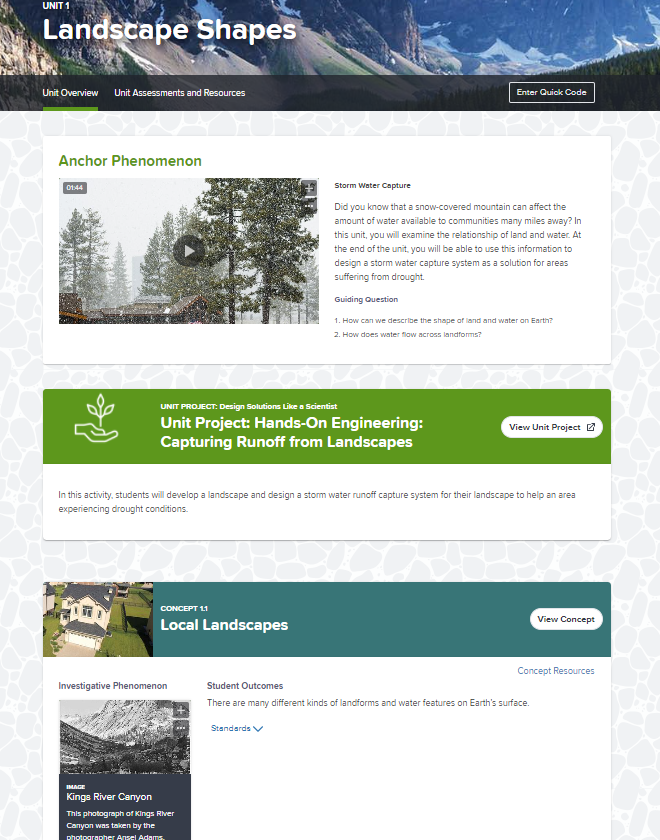 UNIT 1
Landscape Shapes
Unit Overview
Unit Assessments and Resources
Enter Quick Code
Anchor Phenomenon
01:44
Storm Water Capture
Did you know that a snow-covered mountain can affect the
amount of water available to communities many miles away? In
this unit, you will examine the relationship of land and water. At
the end of the unit, you will be able to use this information to
design a storm water capture system as a solution for areas
suffering from drought.
Guiding Question
1. How can we describe the shape of land and water on Earth?
2. How does water flow across landforms?
UNIT PROJECT: Design Solutions Like a Scientist
Unit Project: Hands-On Engineering:
Capturing Runoff from Landscapes
View Unit Project
In this activity, students will develop a landscape and design a storm water runoff capture system for their landscape to help an area
experiencing drought conditions.
CONCEPT 1.1
Local Landscapes
View Concept
Concept Resources
Investigative Phenomenon
Student Outcomes
There are many different kinds of landforms and water features on Earth's surface.
Standards
IMAGE
Kings River Canyon
This photograph of Kings River
Canyon was taken by the
photographer Ansel Adams.